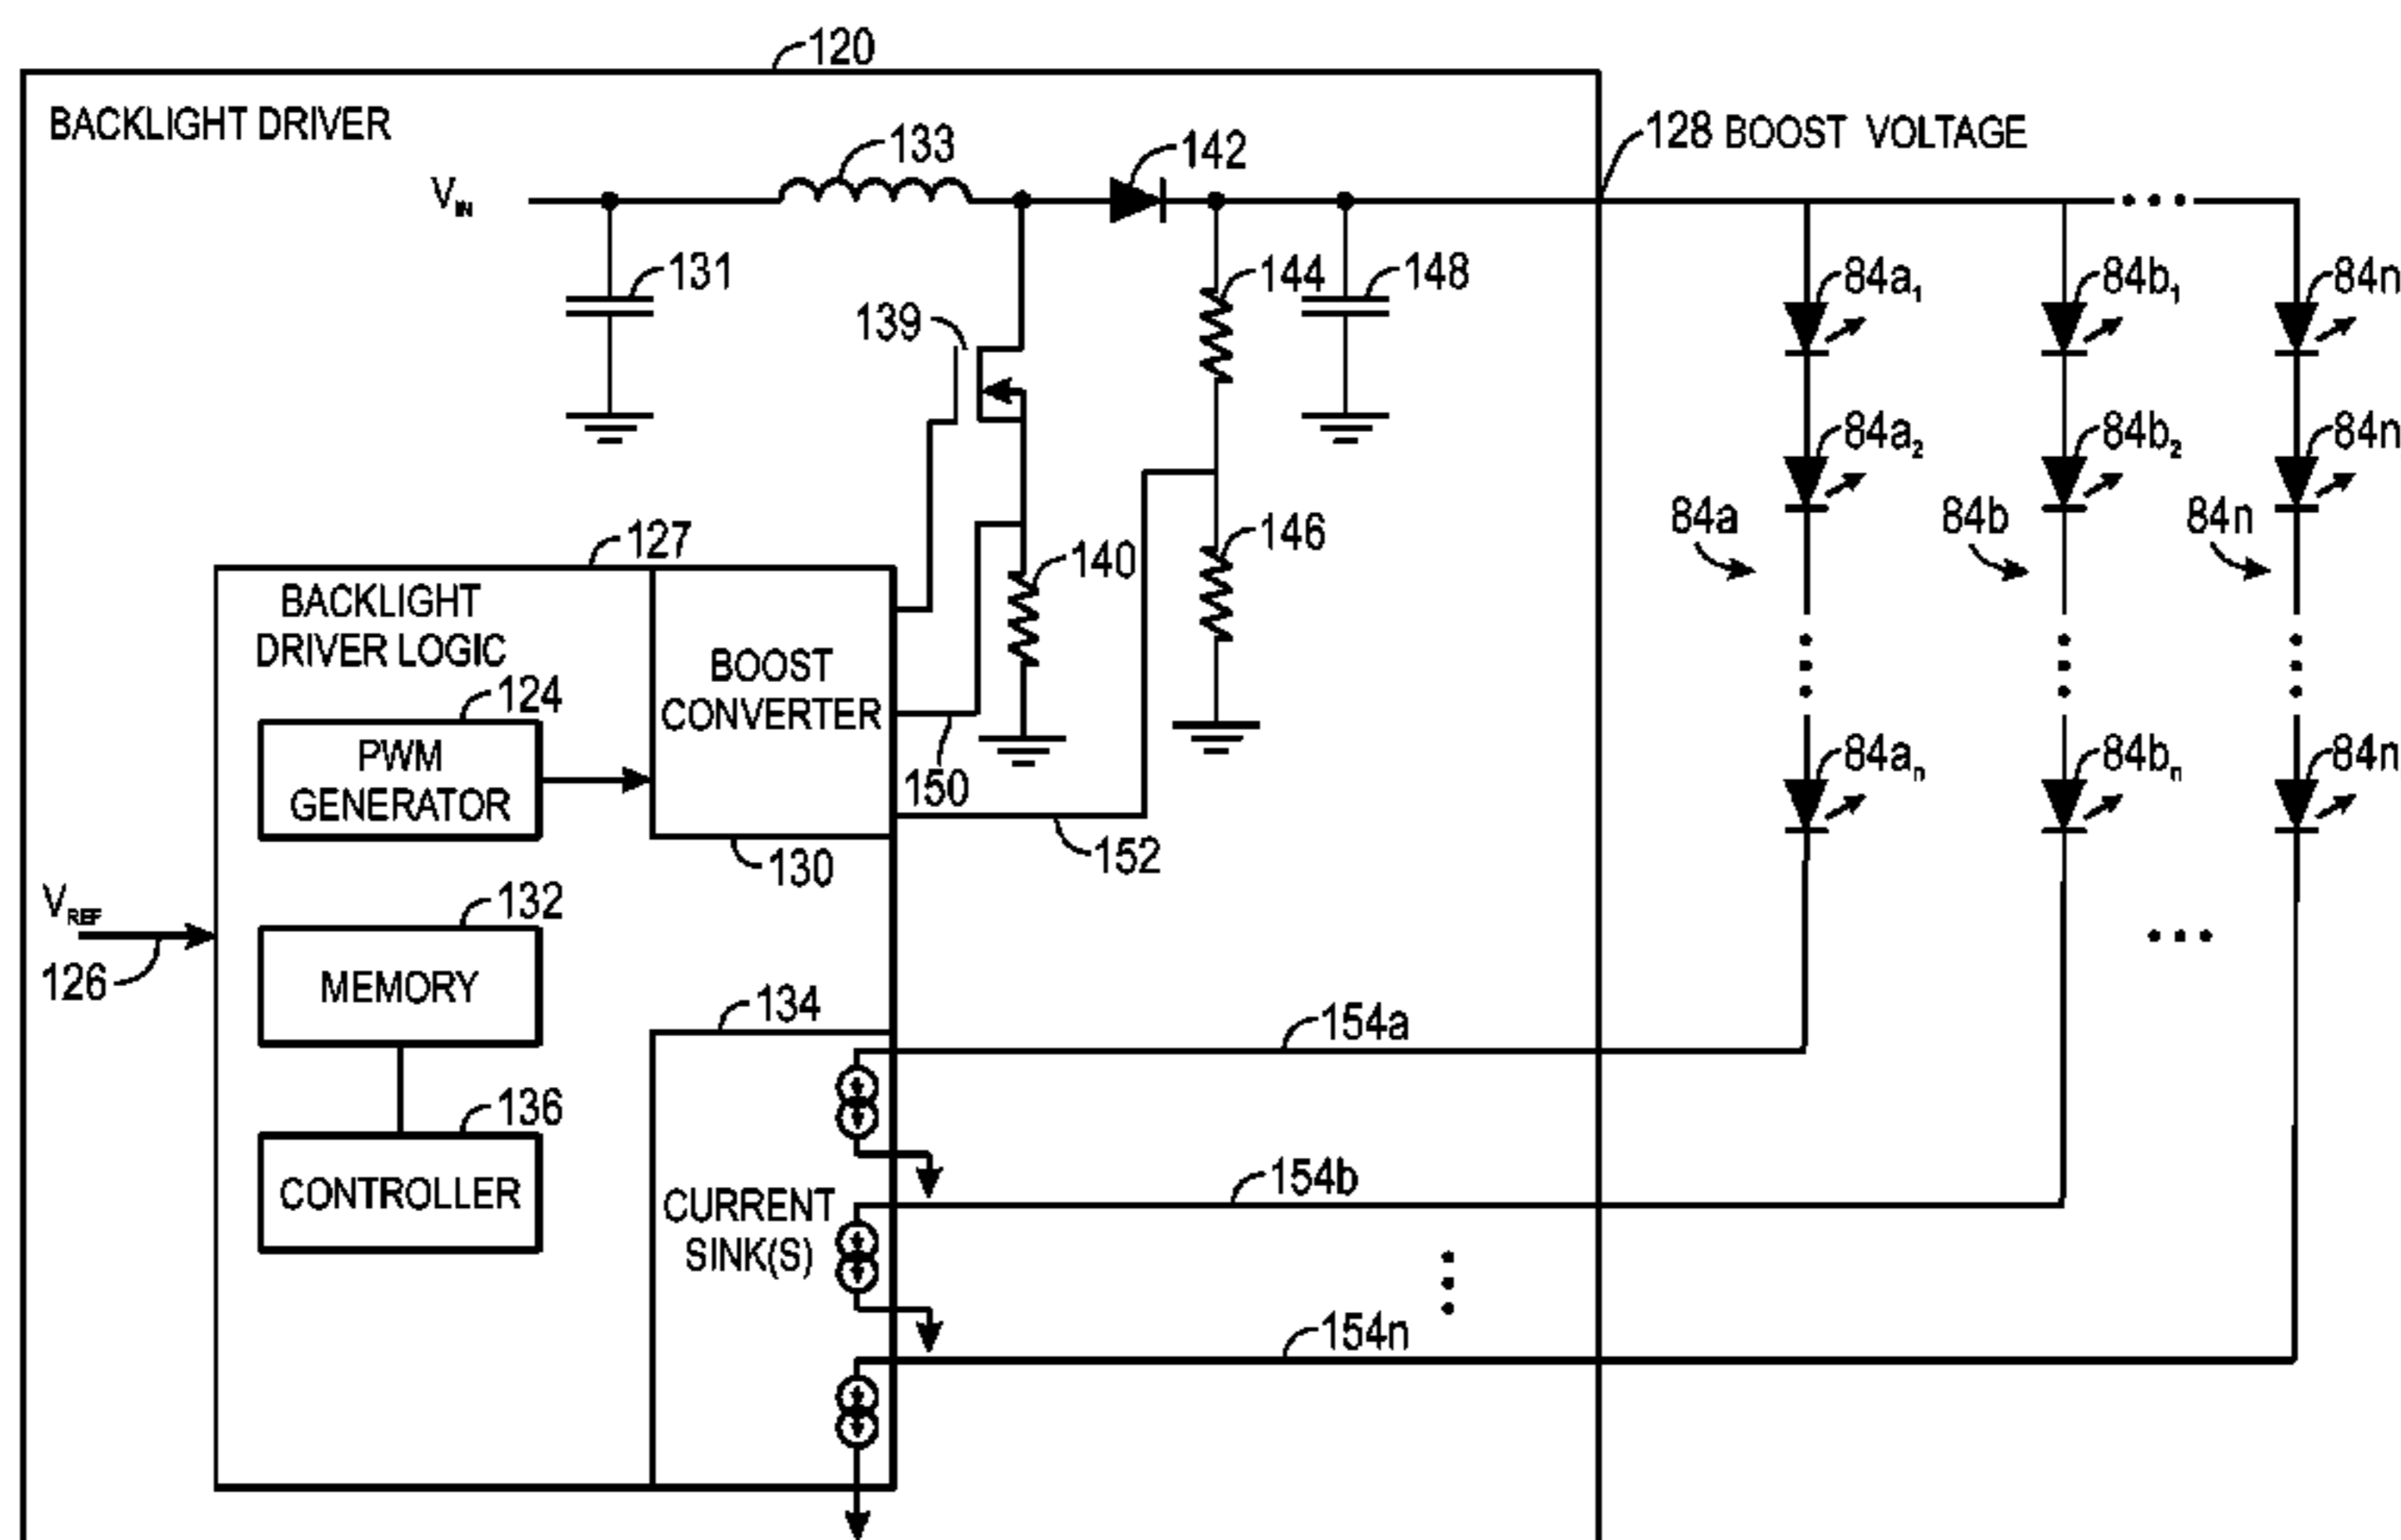 120
BACKLIGHT DRIVER
128 BOOST VOLTAGE
133
142
V_IN
131
144
148
139
84a₁
84b₁
84n
84a₂
84b₂
84n
84a
84b
84n
127
140
146
BACKLIGHT
DRIVER LOGIC
BOOST
CONVERTER
124
PWM
GENERATOR
150
84aₙ
84bₙ
84n
130
152
V_REF
126
132
MEMORY
134
154a
136
CONTROLLER
154b
CURRENT
SINK(S)
154n